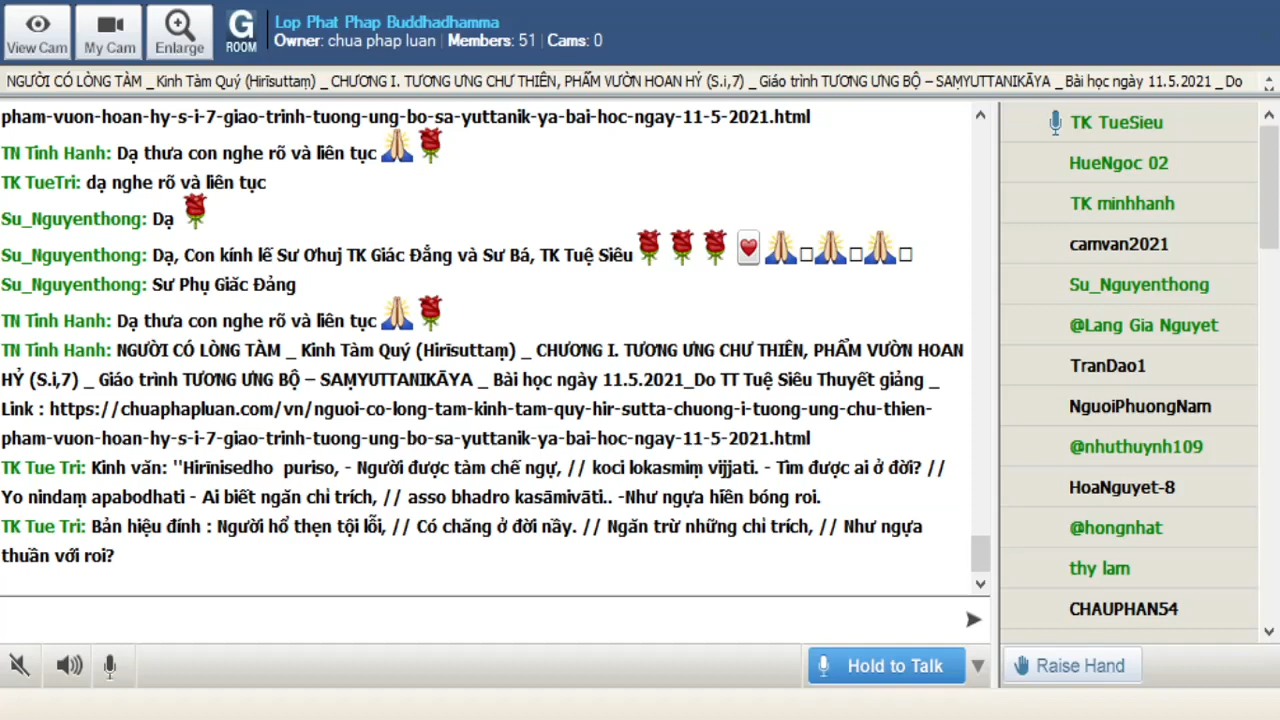 View Cam
My Cam
Enlarge
G
ROOM
Lop Phat Phap Buddhadhamma
Owner: chua phap luan | Members: 51 | Cams: 0
NGƯỜI CÓ LÒNG TÀM _ Kinh Tàm Quý (Hirīsuttaṃ) _ CHƯƠNG I. TƯƠNG ƯNG CHƯ THIÊN, PHẨM VƯỜN HOAN HỶ (S.i,7) _ Giáo trình TƯƠNG ƯNG BỘ – SAṂYUTTANIKĀYA _ Bài học ngày 11.5.2021 _ Do
pham-vuon-hoan-hy-s-i-7-giao-trinh-tuong-ung-bo-sa-yuttanik-ya-bai-hoc-ngay-11-5-2021.html
TN Tinh Hanh: Dạ thưa con nghe rõ và liên tục
TK TueTri: dạ nghe rõ và liên tục
Su_Nguyenthong: Dạ
Su_Nguyenthong: Dạ, Con kính lễ Sư Ơhuj TK Giác Đẳng và Sư Bá, TK Tuệ Siêu
Su_Nguyenthong: Sư Phụ Giăc Đảng
TN Tinh Hanh: Dạ thưa con nghe rõ và liên tục
TN Tinh Hanh: NGƯỜI CÓ LÒNG TÀM _ Kinh Tàm Quý (Hirīsuttaṃ) _ CHƯƠNG I. TƯƠNG ƯNG CHƯ THIÊN, PHẨM VƯỜN HOAN
HỶ (S.i,7) _ Giáo trình TƯƠNG ƯNG BỘ – SAṂYUTTANIKĀYA _ Bài học ngày 11.5.2021_Do TT Tuệ Siêu Thuyết giảng _
Link : https://chuaphapluan.com/vn/nguoi-co-long-tam-kinh-tam-quy-hir-sutta-chuong-i-tuong-ung-chu-thien-
pham-vuon-hoan-hy-s-i-7-giao-trinh-tuong-ung-bo-sa-yuttanik-ya-bai-hoc-ngay-11-5-2021.html
TK Tue Tri: Kinh văn: ''Hirīnisedho puriso, - Người được tàm chế ngự, // koci lokasmiṃ vijjati. - Tìm được ai ở đời? //
Yo nindaṃ apabodhati - Ai biết ngăn chỉ trích, // asso bhadro kasāmivāti.. -Như ngựa hiền bóng roi.
TK Tue Tri: Bản hiệu đính : Người hổ thẹn tội lỗi, // Có chăng ở đời nầy. // Ngăn trừ những chỉ trích, // Như ngựa
thuần với roi?
TK TueSieu
HueNgoc 02
TK minhhanh
camvan2021
Su_Nguyenthong
@Lang Gia Nguyet
TranDao1
NguoiPhuongNam
@nhuthuynh109
HoaNguyet-8
@hongnhat
thy lam
CHAUPHAN54
Hold to Talk
Raise Hand